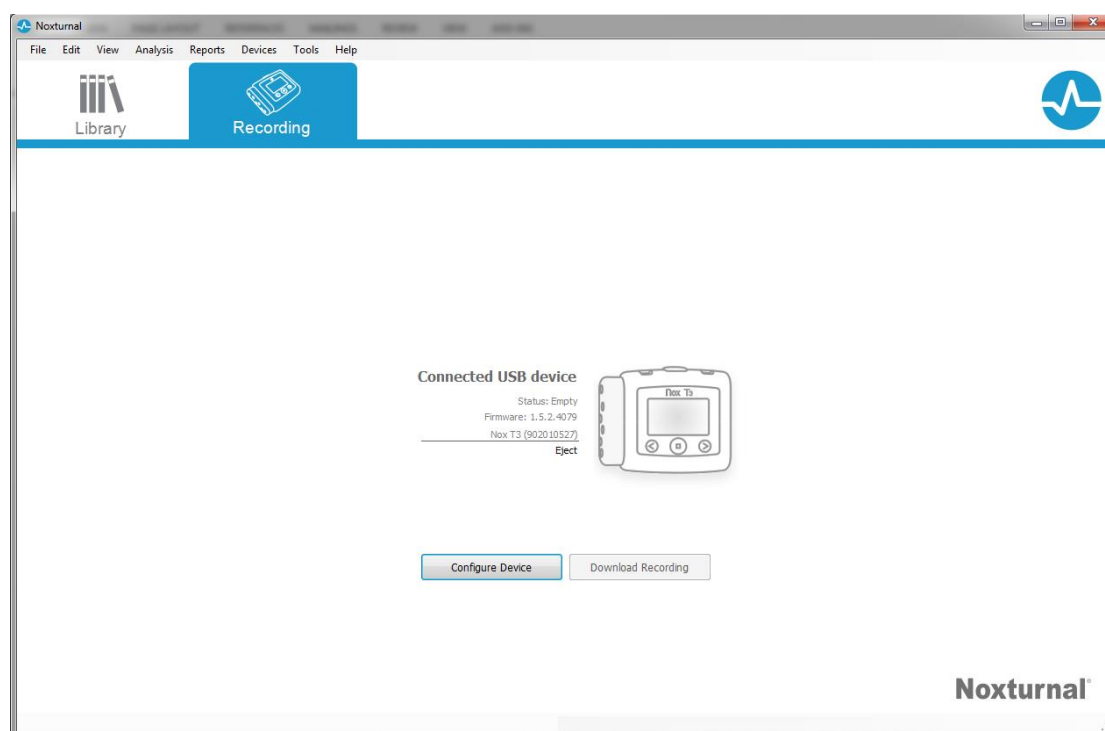 Noxturnal
File Edit View Analysis Reports Devices Tools Help
Library
Recording
Connected USB device
Status: Empty
Firmware: 1.5.2.4079
Nox T3 (902010527)
Eject
Nox T3
Configure Device
Download Recording
Noxturnal